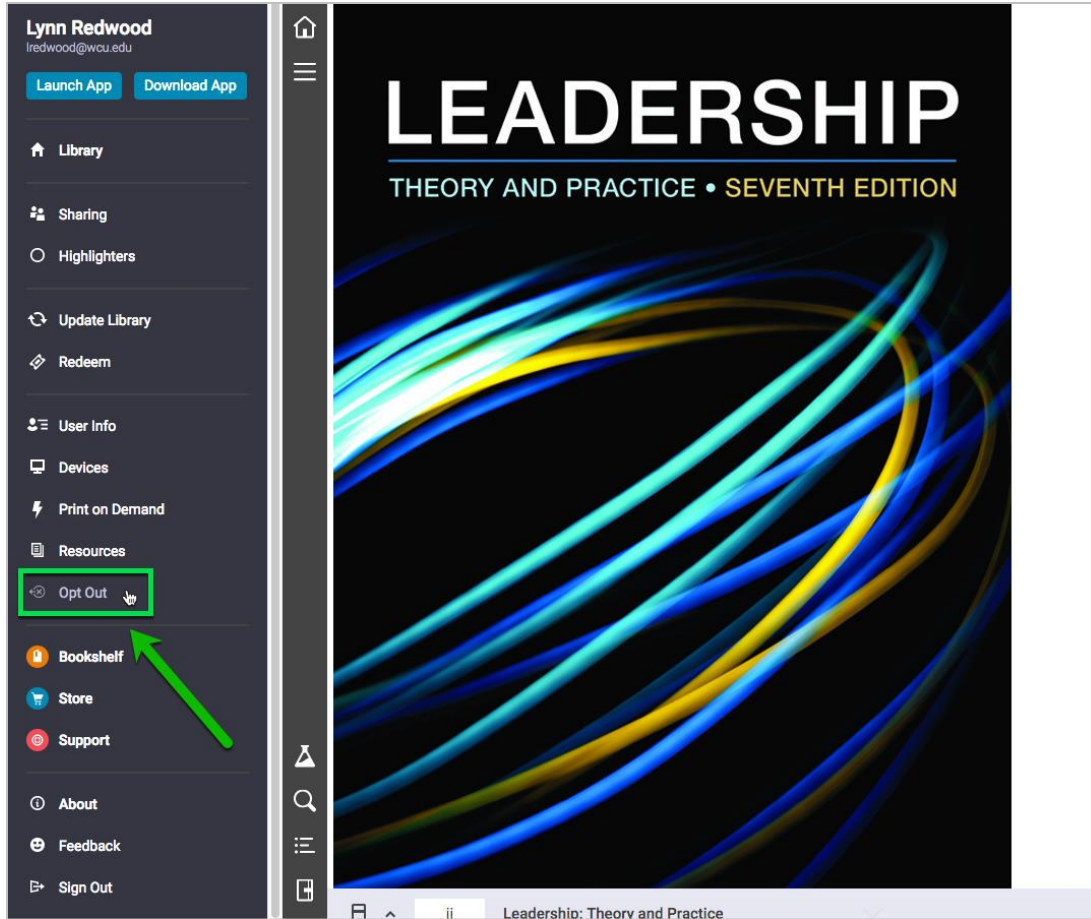 Lynn Redwood
lredwood@wcu.edu
Launch App
Download App
Library
Sharing
Highlighters
Update Library
Redeem
User Info
Devices
Print on Demand
Resources
Opt Out
Bookshelf
Store
Support
About
Feedback
Sign Out
LEADERSHIP
THEORY AND PRACTICE • SEVENTH EDITION
ii
Leadership: Theory and Practice